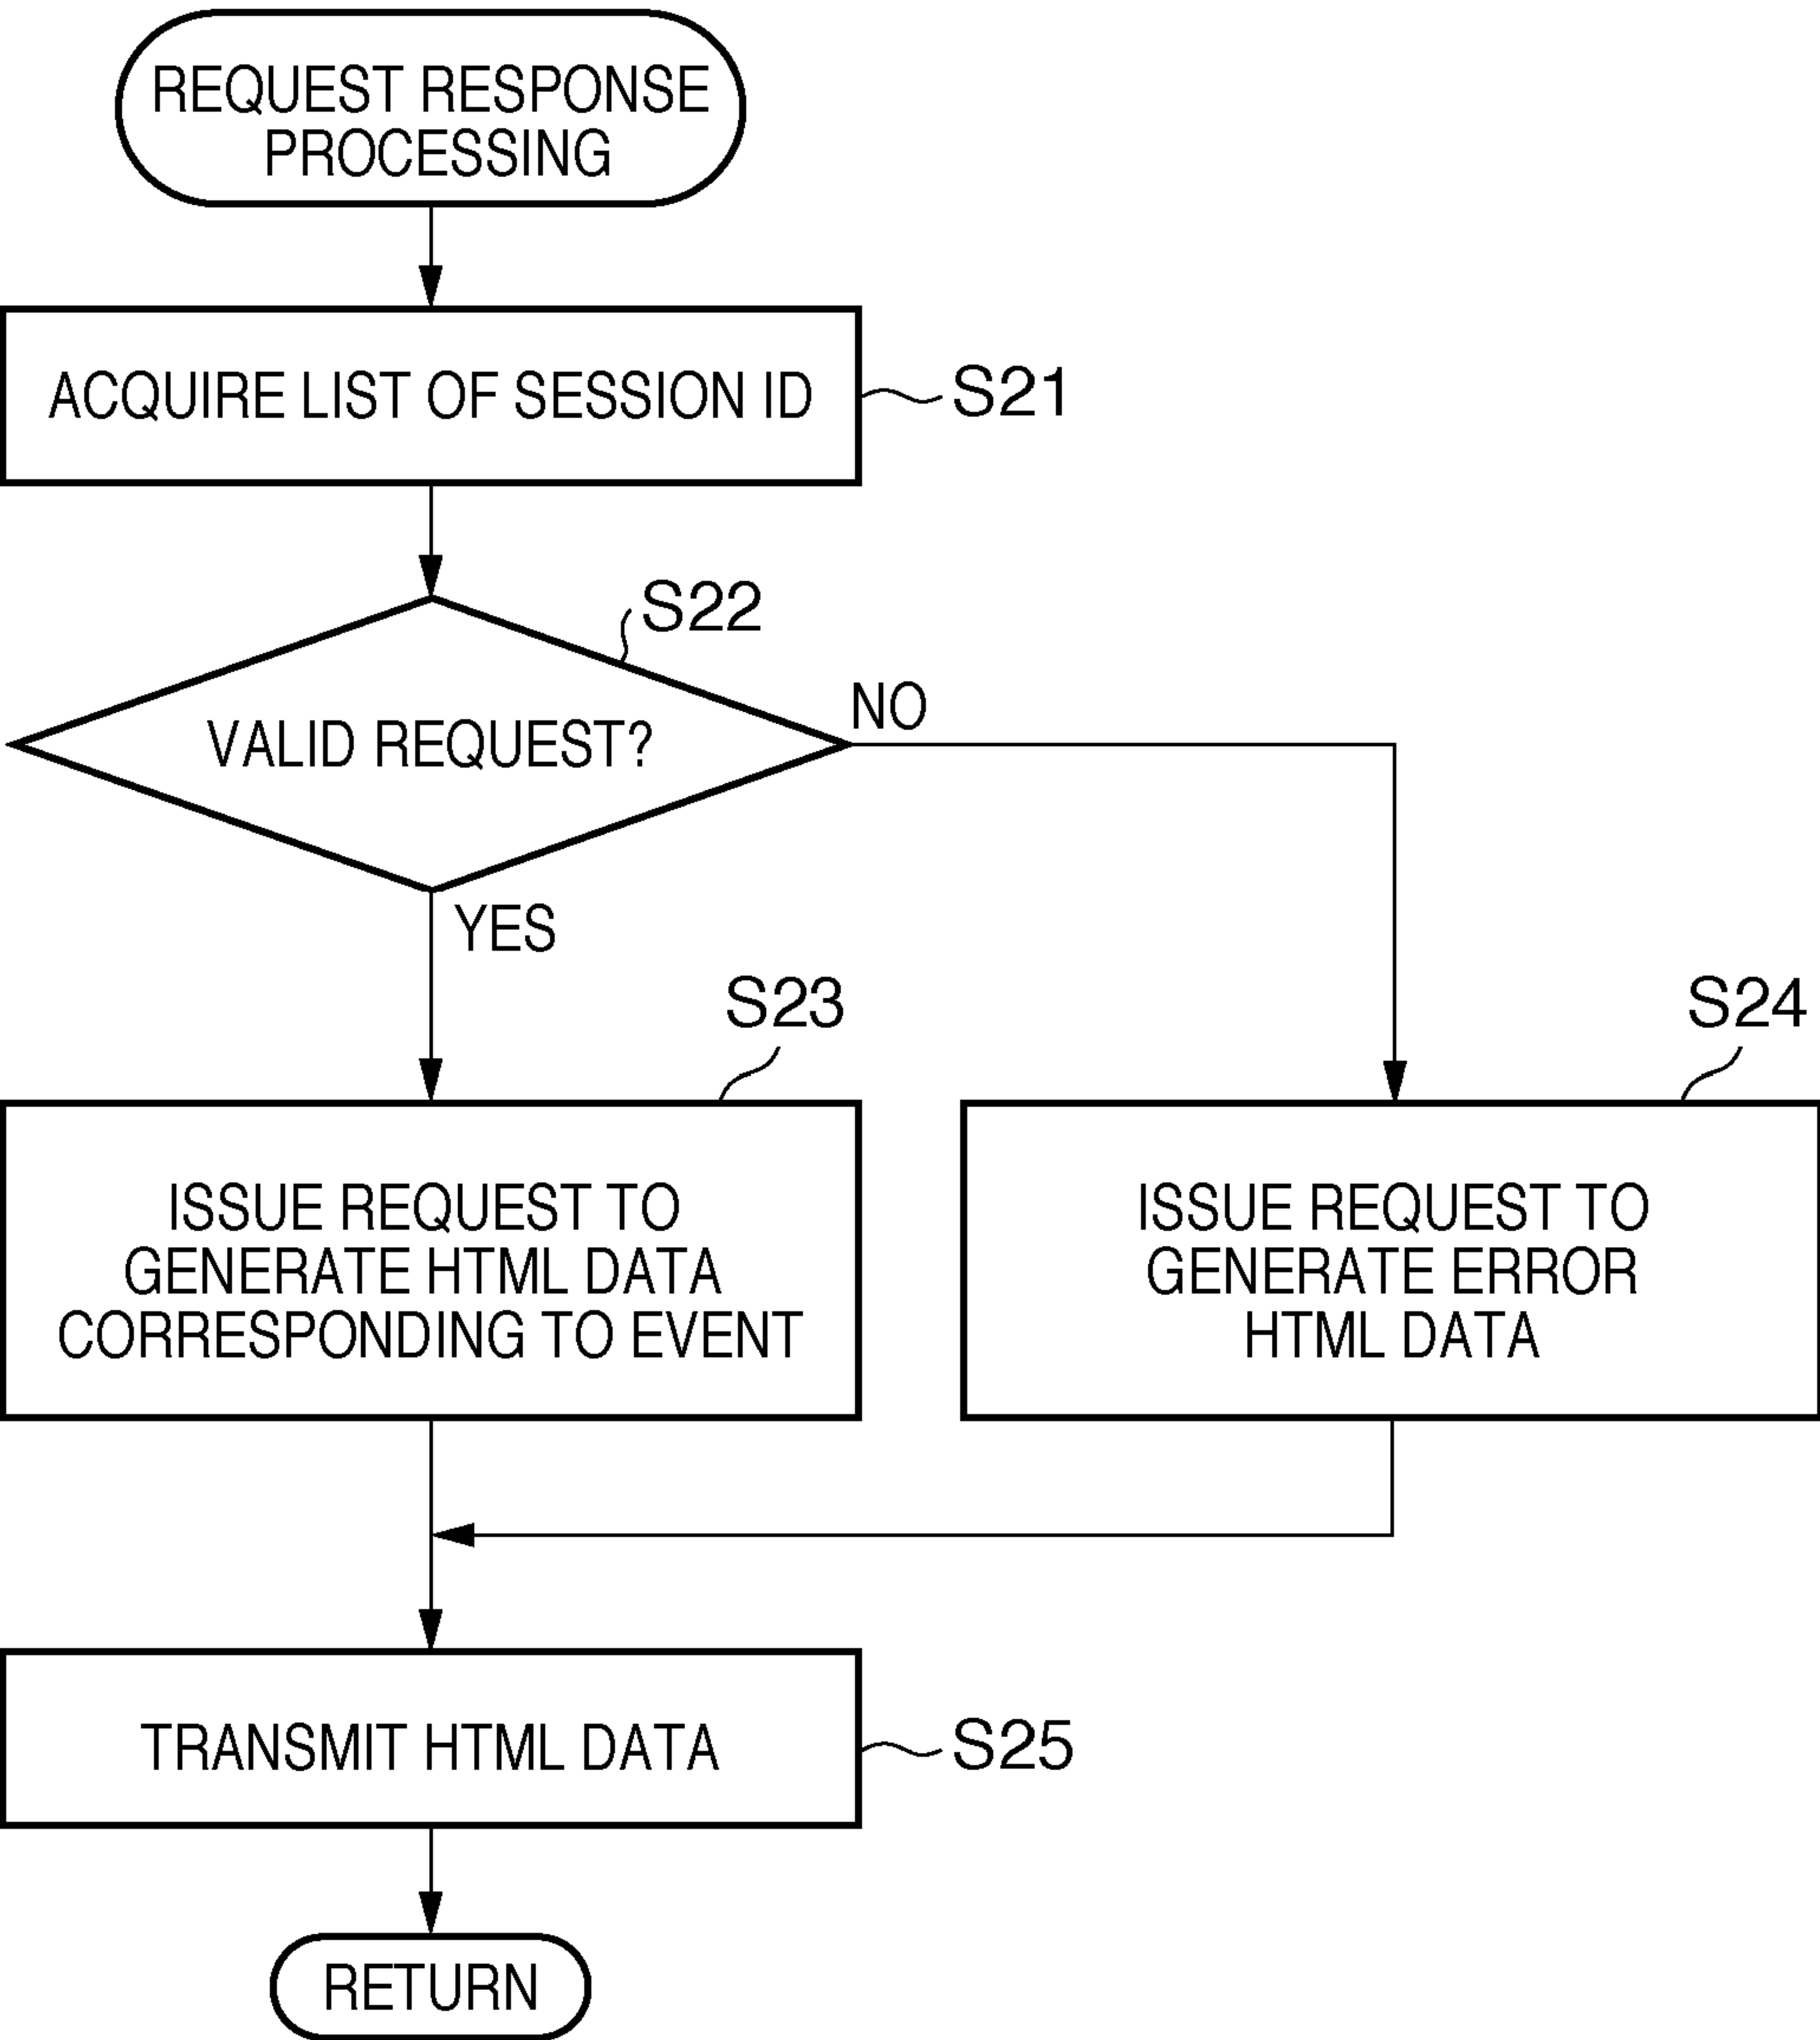 REQUEST RESPONSE
PROCESSING
ACQUIRE LIST OF SESSION ID
S21
S22
VALID REQUEST?
NO
YES
S23
ISSUE REQUEST TO
GENERATE HTML DATA
CORRESPONDING TO EVENT
S24
ISSUE REQUEST TO
GENERATE ERROR
HTML DATA
TRANSMIT HTML DATA
S25
RETURN